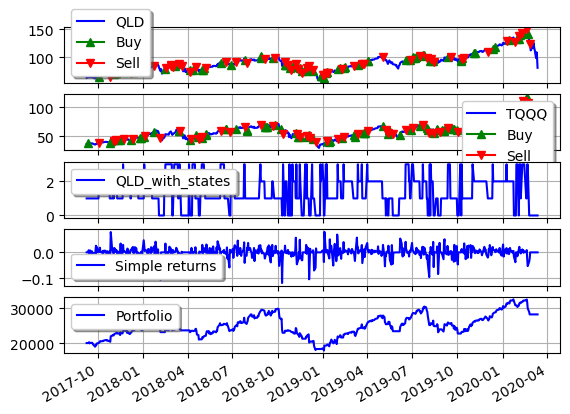 150
100
QLD
Buy
Sell
100
50
TQQQ
Buy
Sell
2
0
QLD_with_states
0.0
−0.1
Simple returns
30000
20000
Portfolio
2017-10
2018-01
2018-04
2018-07
2018-10
2019-01
2019-04
2019-07
2019-10
2020-01
2020-04